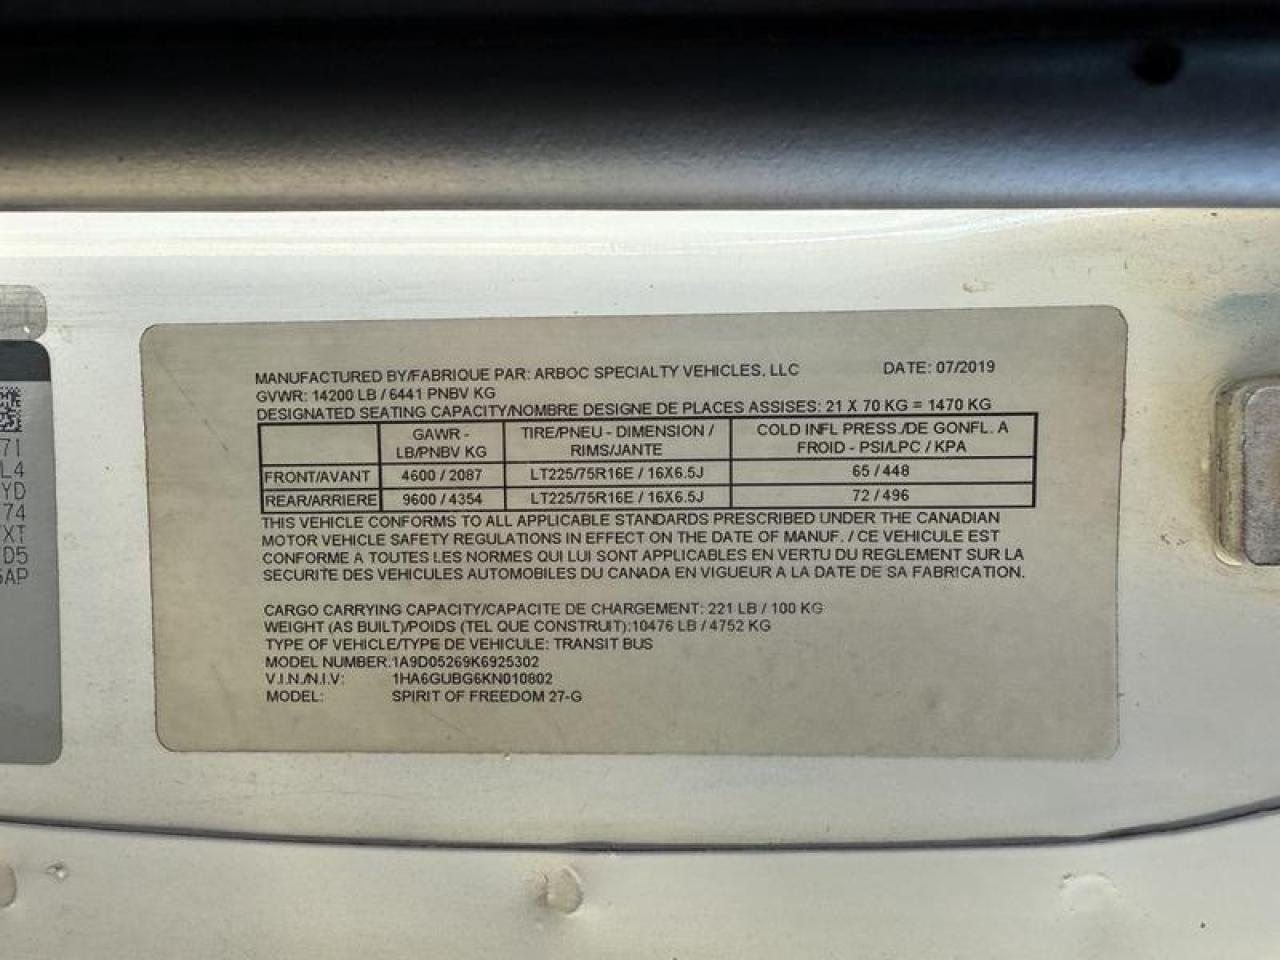 MANUFACTURED BY/FABRIQUE PAR: ARBOC SPECIALTY VEHICLES, LLC DATE: 07/2019
GVWR: 14200 LB / 6441 PNBV KG
DESIGNATED SEATING CAPACITY/NOMBRE DESIGNE DE PLACES ASSISES: 21 X 70 KG = 1470 KG
GAWR - TIRE/PNEU - DIMENSION / COLD INFL PRESS./DE GONFL. A
LB/PNBV KG RIMS/JANTE FROID - PSI/LPC / KPA
FRONT/AVANT 4600 / 2087 LT225/75R16E / 16X6.5J 65 / 448
REAR/ARRIERE 9600 / 4354 LT225/75R16E / 16X6.5J 72 / 496
THIS VEHICLE CONFORMS TO ALL APPLICABLE STANDARDS PRESCRIBED UNDER THE CANADIAN
MOTOR VEHICLE SAFETY REGULATIONS IN EFFECT ON THE DATE OF MANUF. / CE VEHICULE EST
CONFORME A TOUTES LES NORMES QUI LUI SONT APPLICABLES EN VERTU DU REGLEMENT SUR LA
SECURITE DES VEHICULES AUTOMOBILES DU CANADA EN VIGUEUR A LA DATE DE SA FABRICATION.
CARGO CARRYING CAPACITY/CAPACITE DE CHARGEMENT: 221 LB / 100 KG
WEIGHT (AS BUILT)/POIDS (TEL QUE CONSTRUIT):10476 LB / 4752 KG
TYPE OF VEHICLE/TYPE DE VEHICULE: TRANSIT BUS
MODEL NUMBER:1A9D05269K6925302
V.I.N./N.I.V: 1HA6GUBG6KN010802
MODEL: SPIRIT OF FREEDOM 27-G
71
L4
YD
74
XT
D5
AP